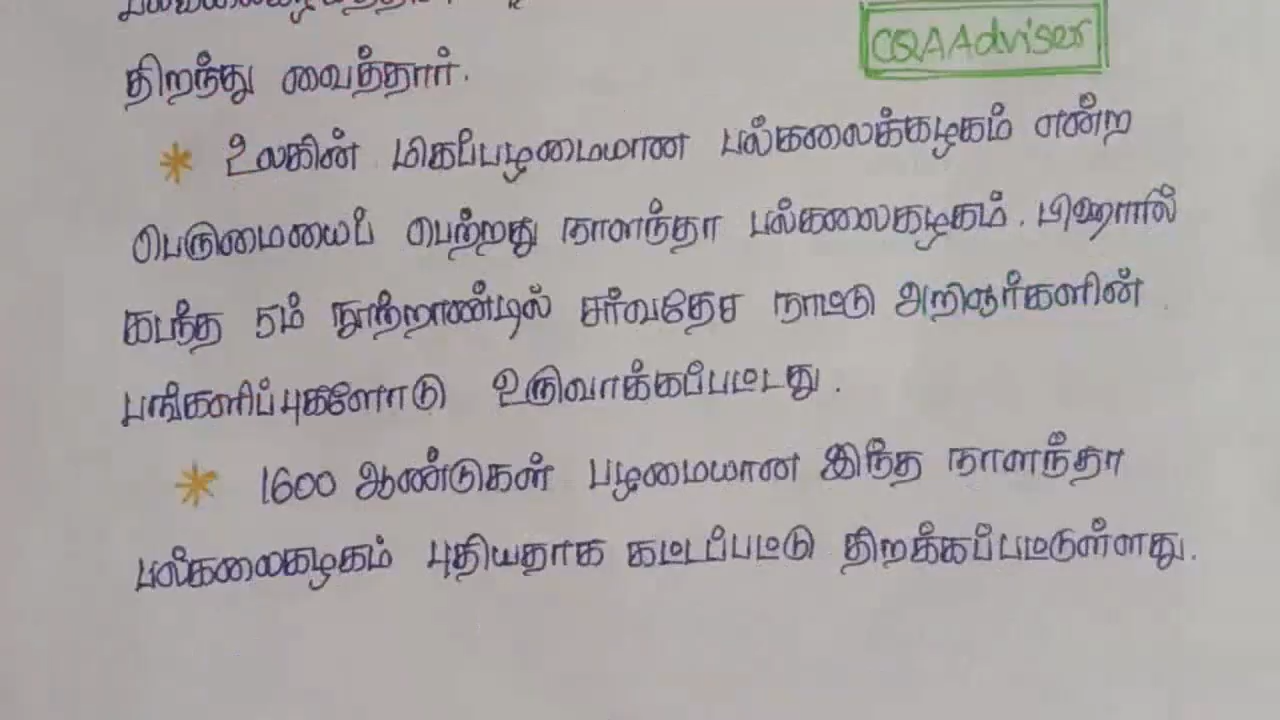 CQAAdviser
திறந்து வைத்தார்.
* உலகின் மிகப்பழமைமான பல்கலைக்கழகம் என்ற
பெருமையைப் பெற்றது நாளந்தா பல்கலைகழகம். பிஹாரில்
கடந்த 5ம் நூற்றாண்டில் சர்வதேச நாட்டு அறிஞர்களின்
பங்களிப்புகளோடு உருவாக்கப்பட்டது.
* 1600 ஆண்டுகள் பழமையான இந்த நாளந்தா
பல்கலைகழகம் புதியதாக கட்டப்பட்டு திறக்கப்பட்டுள்ளது.